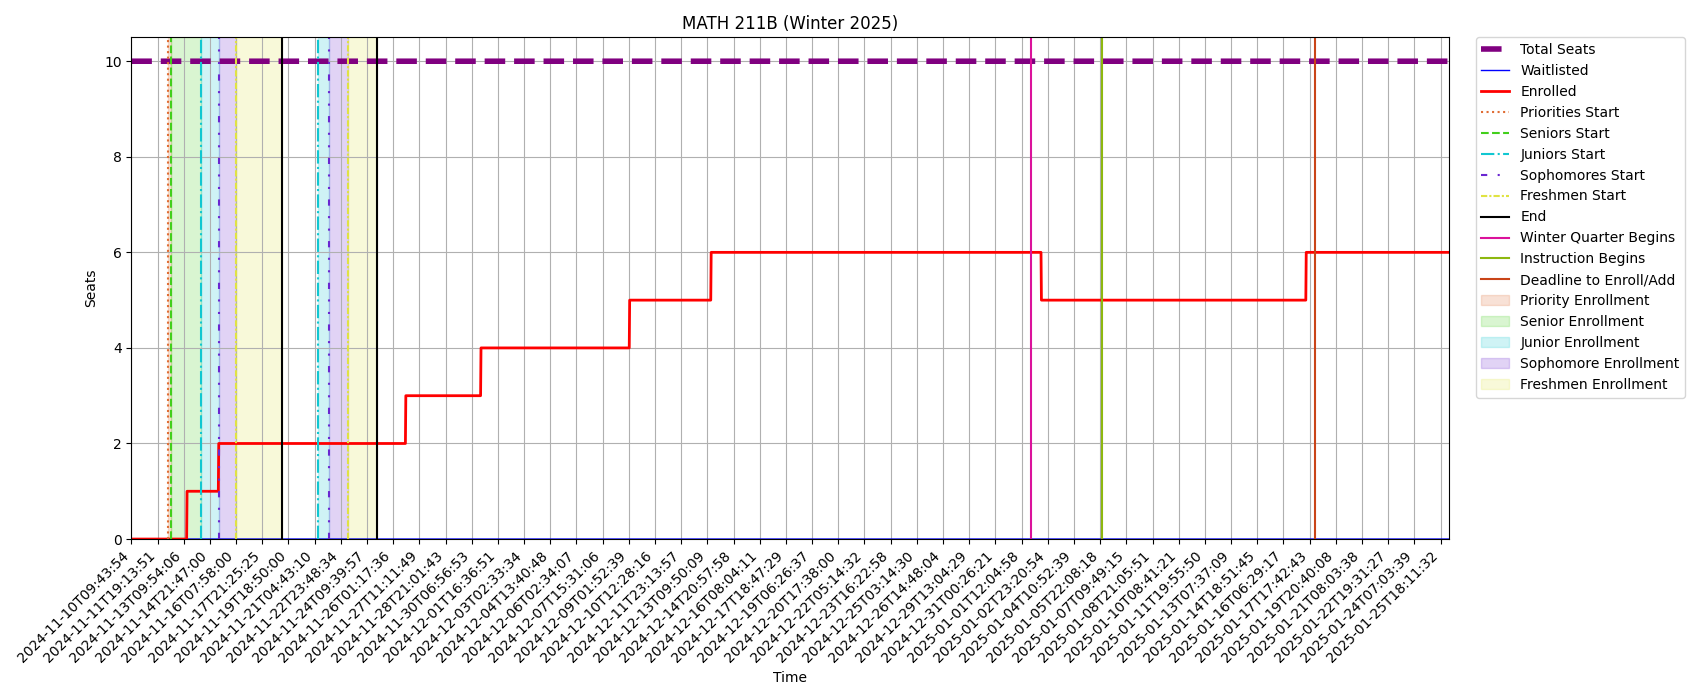 MATH 211B (Winter 2025)
10
8
6
4
2
0
Seats
2024-11-10T09:43:54
2024-11-11T19:13:51
2024-11-13T09:54:06
2024-11-14T21:47:00
2024-11-16T07:58:00
2024-11-17T21:25:25
2024-11-19T18:50:00
2024-11-21T04:43:10
2024-11-22T23:48:34
2024-11-24T09:39:57
2024-11-26T01:17:36
2024-11-27T11:11:49
2024-11-28T21:01:43
2024-11-30T06:56:53
2024-12-01T16:36:51
2024-12-03T02:33:34
2024-12-04T13:40:48
2024-12-06T02:34:07
2024-12-07T15:31:06
2024-12-09T01:52:39
2024-12-10T12:28:16
2024-12-11T23:13:57
2024-12-13T09:50:09
2024-12-14T20:57:58
2024-12-16T08:04:11
2024-12-17T18:47:29
2024-12-19T06:26:37
2024-12-20T17:38:00
2024-12-22T05:14:32
2024-12-23T16:22:58
2024-12-25T03:14:30
2024-12-26T14:48:04
2024-12-29T13:04:29
2024-12-31T00:26:21
2025-01-01T12:04:58
2025-01-02T23:20:54
2025-01-04T10:52:39
2025-01-05T22:08:18
2025-01-07T09:49:15
2025-01-08T21:05:51
2025-01-10T08:41:21
2025-01-11T19:55:50
2025-01-13T07:37:09
2025-01-14T18:51:45
2025-01-16T06:29:17
2025-01-17T17:42:43
2025-01-19T20:40:08
2025-01-21T08:03:38
2025-01-22T19:31:27
2025-01-24T07:03:39
2025-01-25T18:11:32
Time
Total Seats
Waitlisted
Enrolled
Priorities Start
Seniors Start
Juniors Start
Sophomores Start
Freshmen Start
End
Winter Quarter Begins
Instruction Begins
Deadline to Enroll/Add
Priority Enrollment
Senior Enrollment
Junior Enrollment
Sophomore Enrollment
Freshmen Enrollment